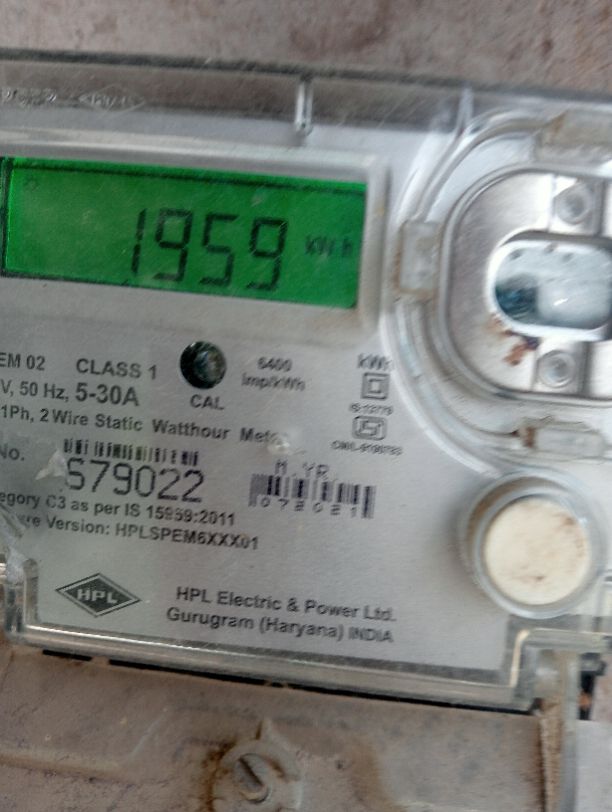 1959 kWh
EM 02 CLASS 1
6400
imp/kWh
kWh
V, 50 Hz, 5-30A
CAL
1Ph, 2 Wire Static Watthour
No.
S79022
M. YR.
072021
egory C3 as per IS 15959:2011
re Version: HPLSPEM6XXX01
HPL
HPL Electric & Power Ltd.
Gurugram (Haryana) INDIA